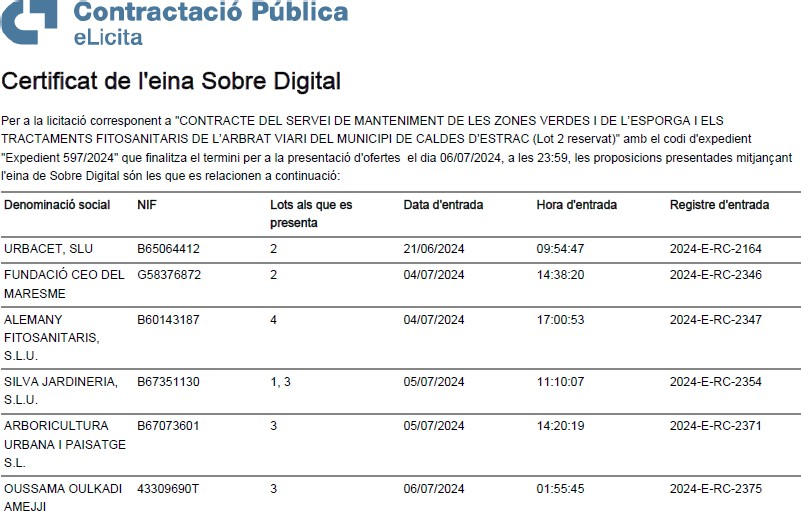 Contractació Pública
eLicita
Certificat de l'eina Sobre Digital
Per a la licitació corresponent a "CONTRACTE DEL SERVEI DE MANTENIMENT DE LES ZONES VERDES I DE L'ESPORGA I ELS
TRACTAMENTS FITOSANITARIS DE L'ARBRAT VIARI DEL MUNICIPI DE CALDES D'ESTRAC (Lot 2 reservat)" amb el codi d'expedient
"Expedient 597/2024" que finalitza el termini per a la presentació d'ofertes el dia 06/07/2024, a les 23:59, les proposicions presentades mitjançant
l'eina de Sobre Digital són les que es relacionen a continuació:
Denominació social NIF Lots als que es Data d'entrada Hora d'entrada Registre d'entrada
presenta
URBACET, SLU B65064412 2 21/06/2024 09:54:47 2024-E-RC-2164
FUNDACIÓ CEO DEL G58376872 2 04/07/2024 14:38:20 2024-E-RC-2346
MARESME
ALEMANY B60143187 4 04/07/2024 17:00:53 2024-E-RC-2347
FITOSANITARIS,
S.L.U.
SILVA JARDINERIA, B67351130 1, 3 05/07/2024 11:10:07 2024-E-RC-2354
S.L.U.
ARBORICULTURA B67073601 3 05/07/2024 14:20:19 2024-E-RC-2371
URBANA I PAISATGE
S.L.
OUSSAMA OULKADI 43309690T 3 06/07/2024 01:55:45 2024-E-RC-2375
AMEJJI